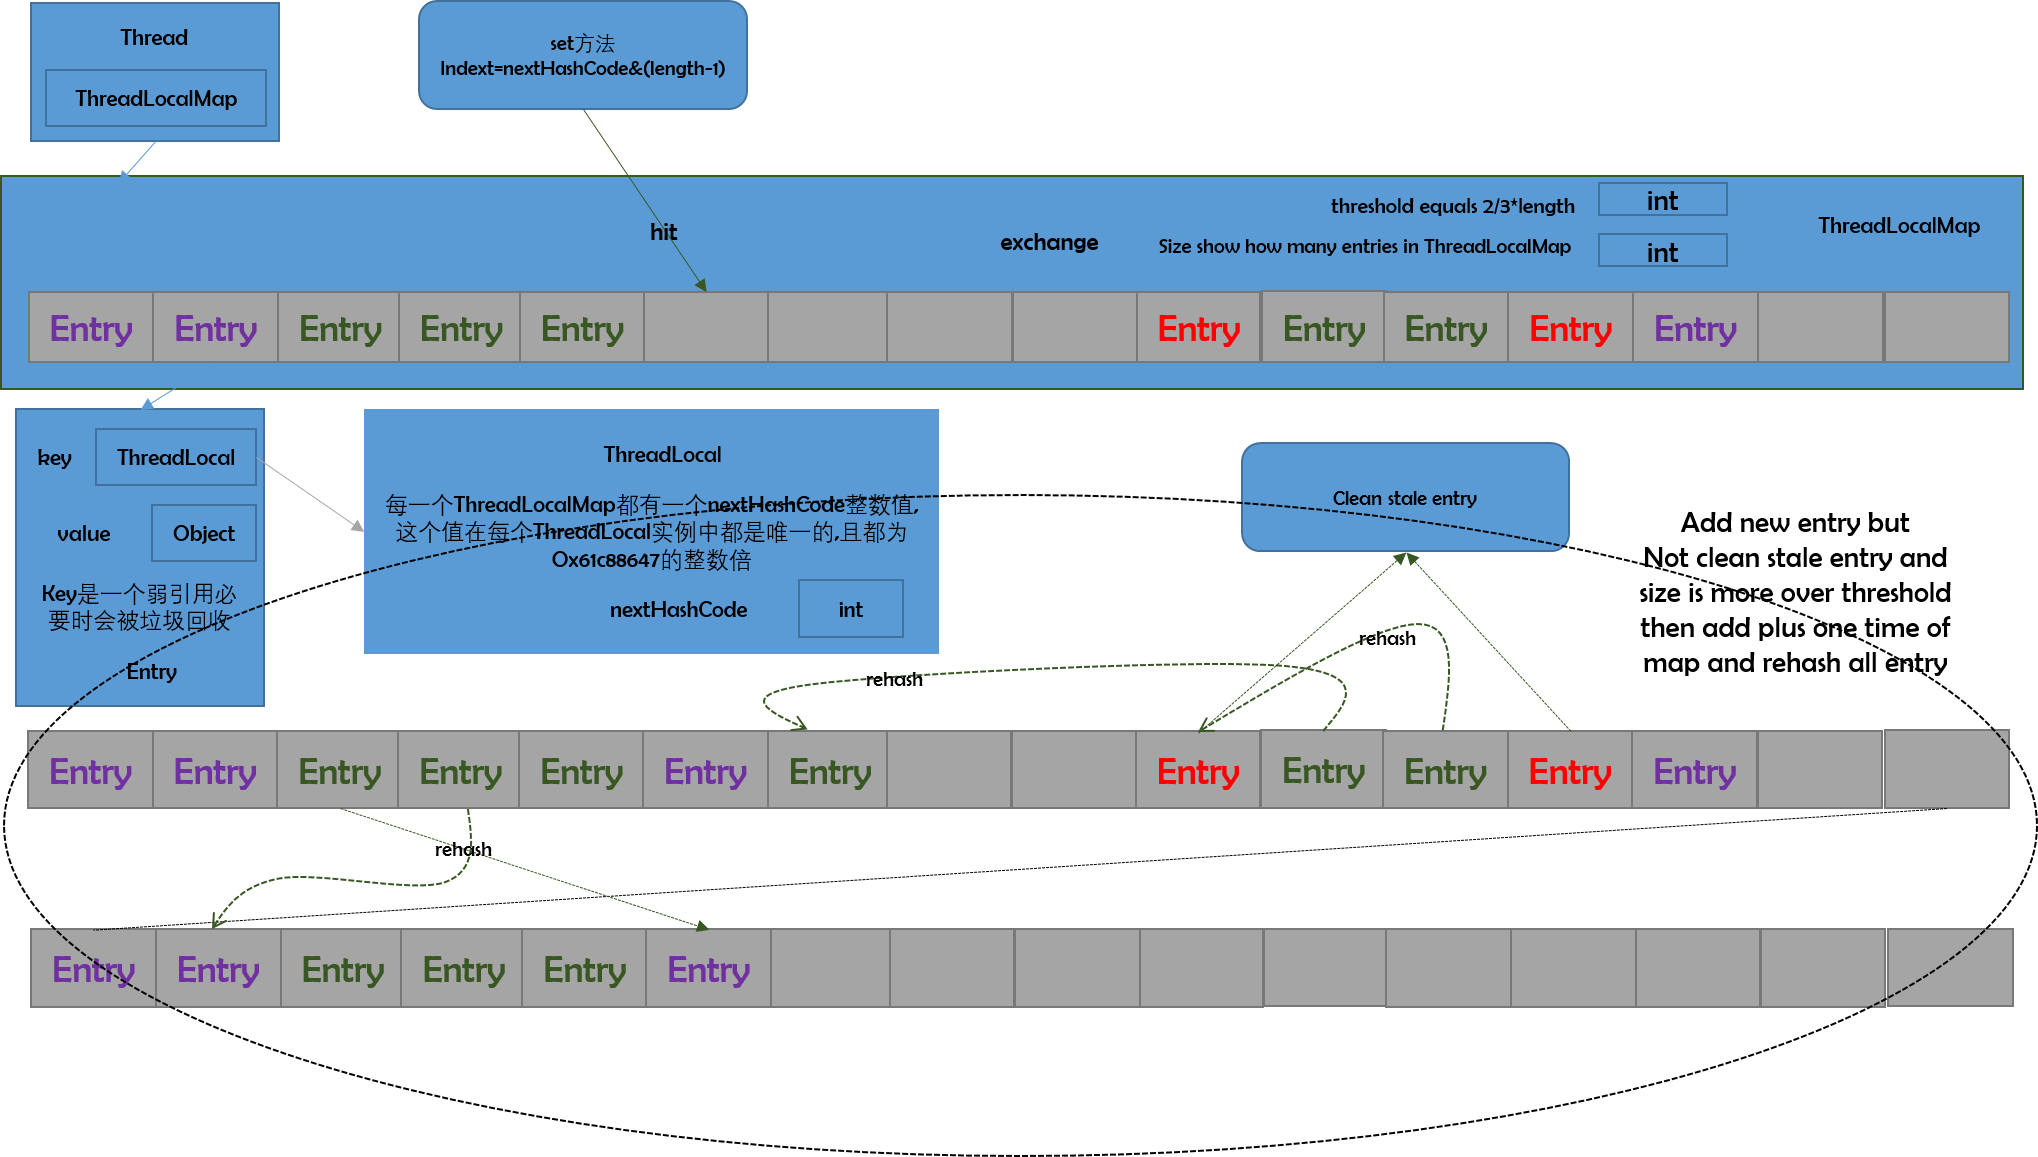 Thread
ThreadLocalMap
set方法
Indext=nextHashCode&(length-1)
hit
exchange
threshold equals 2/3*length
int
Size show how many entries in ThreadLocalMap
int
ThreadLocalMap
Entry
Entry
Entry
Entry
Entry
Entry
Entry
Entry
Entry
Entry
key
ThreadLocal
value
Object
Key是一个弱引用必
要时会被垃圾回收
Entry
ThreadLocal
每一个ThreadLocalMap都有一个nextHashCode整数值,
这个值在每个ThreadLocal实例中都是唯一的,且都为
0x61c88647的整数倍
nextHashCode
int
Clean stale entry
Add new entry but
Not clean stale entry and
size is more over threshold
then add plus one time of
map and rehash all entry
rehash
rehash
Entry
Entry
Entry
Entry
Entry
Entry
Entry
Entry
Entry
Entry
Entry
Entry
rehash
Entry
Entry
Entry
Entry
Entry
Entry